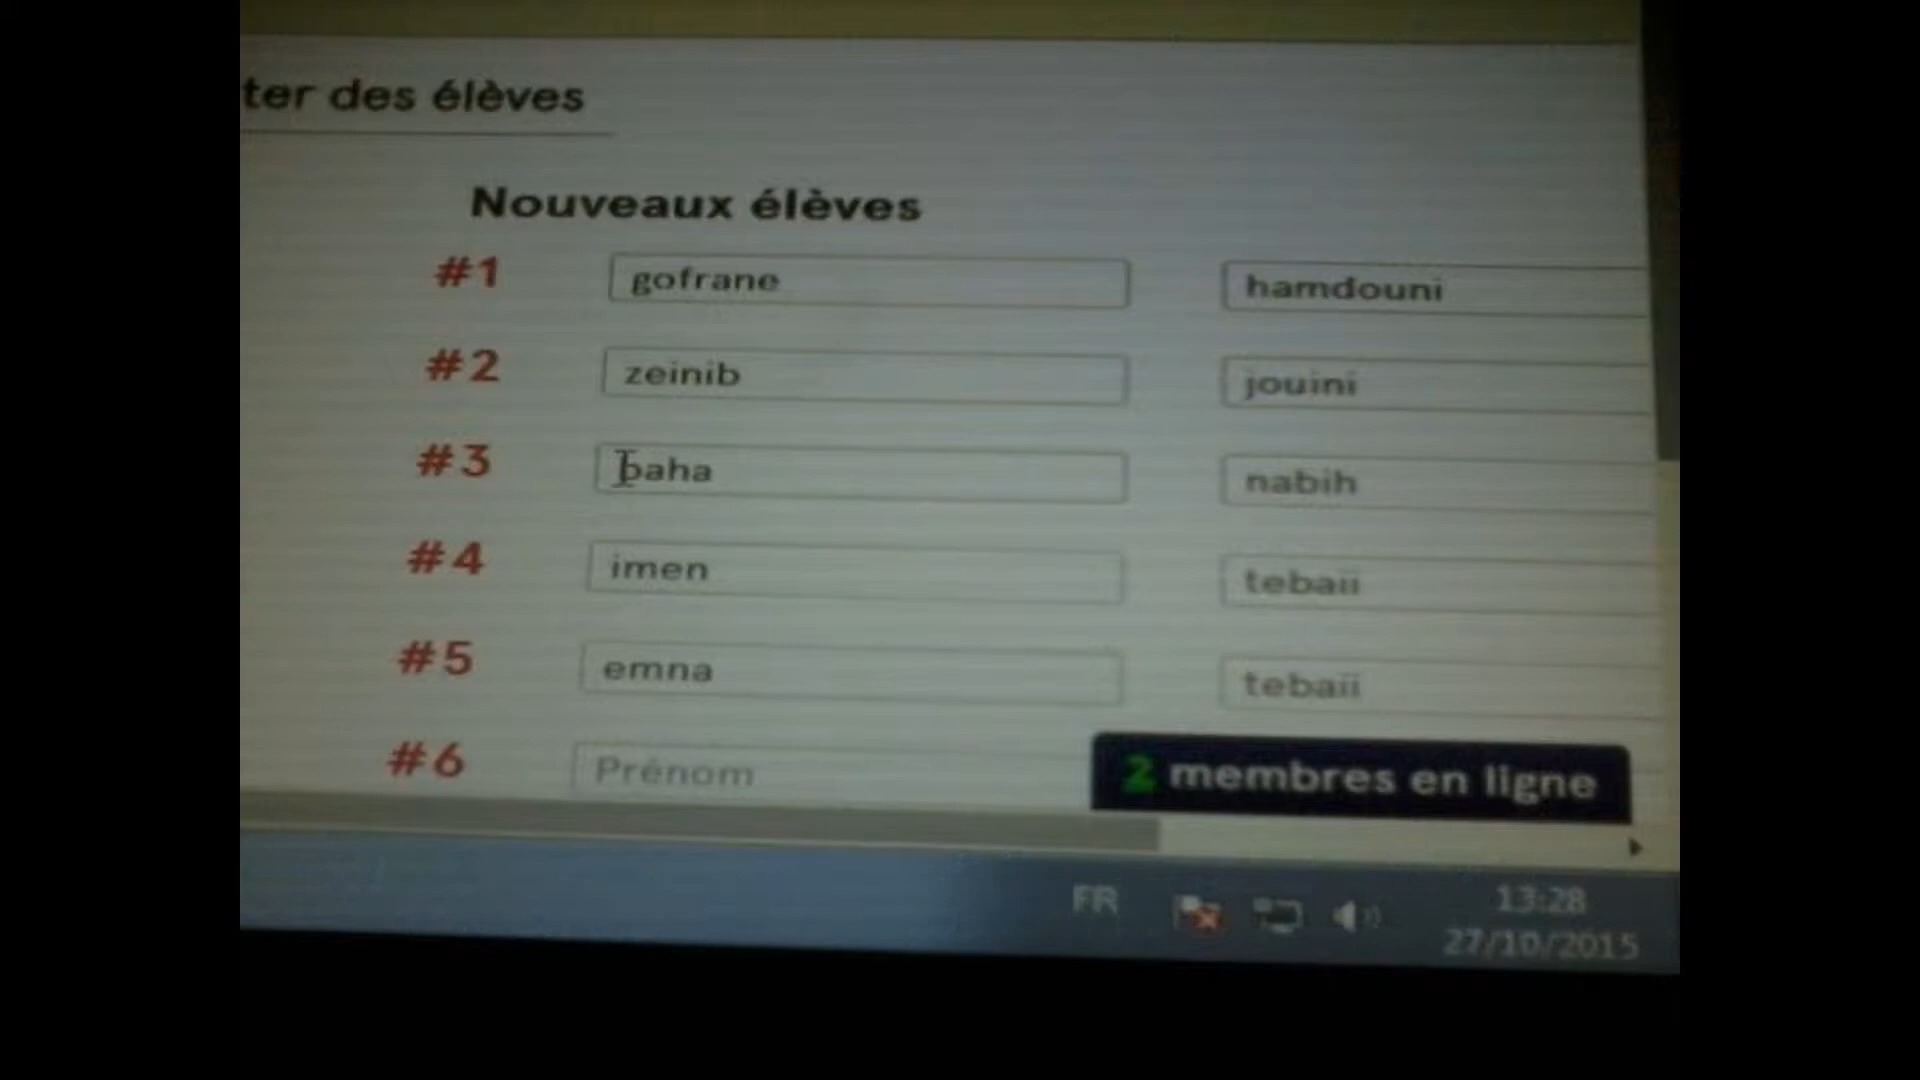 ter des élèves
Nouveaux élèves
#1 gofrane hamdouni
#2 zeinib jouini
#3 baha nabih
#4 imen tebaii
#5 emna tebaii
#6 Prénom
2 membres en ligne
FR
13:28
27/10/2015